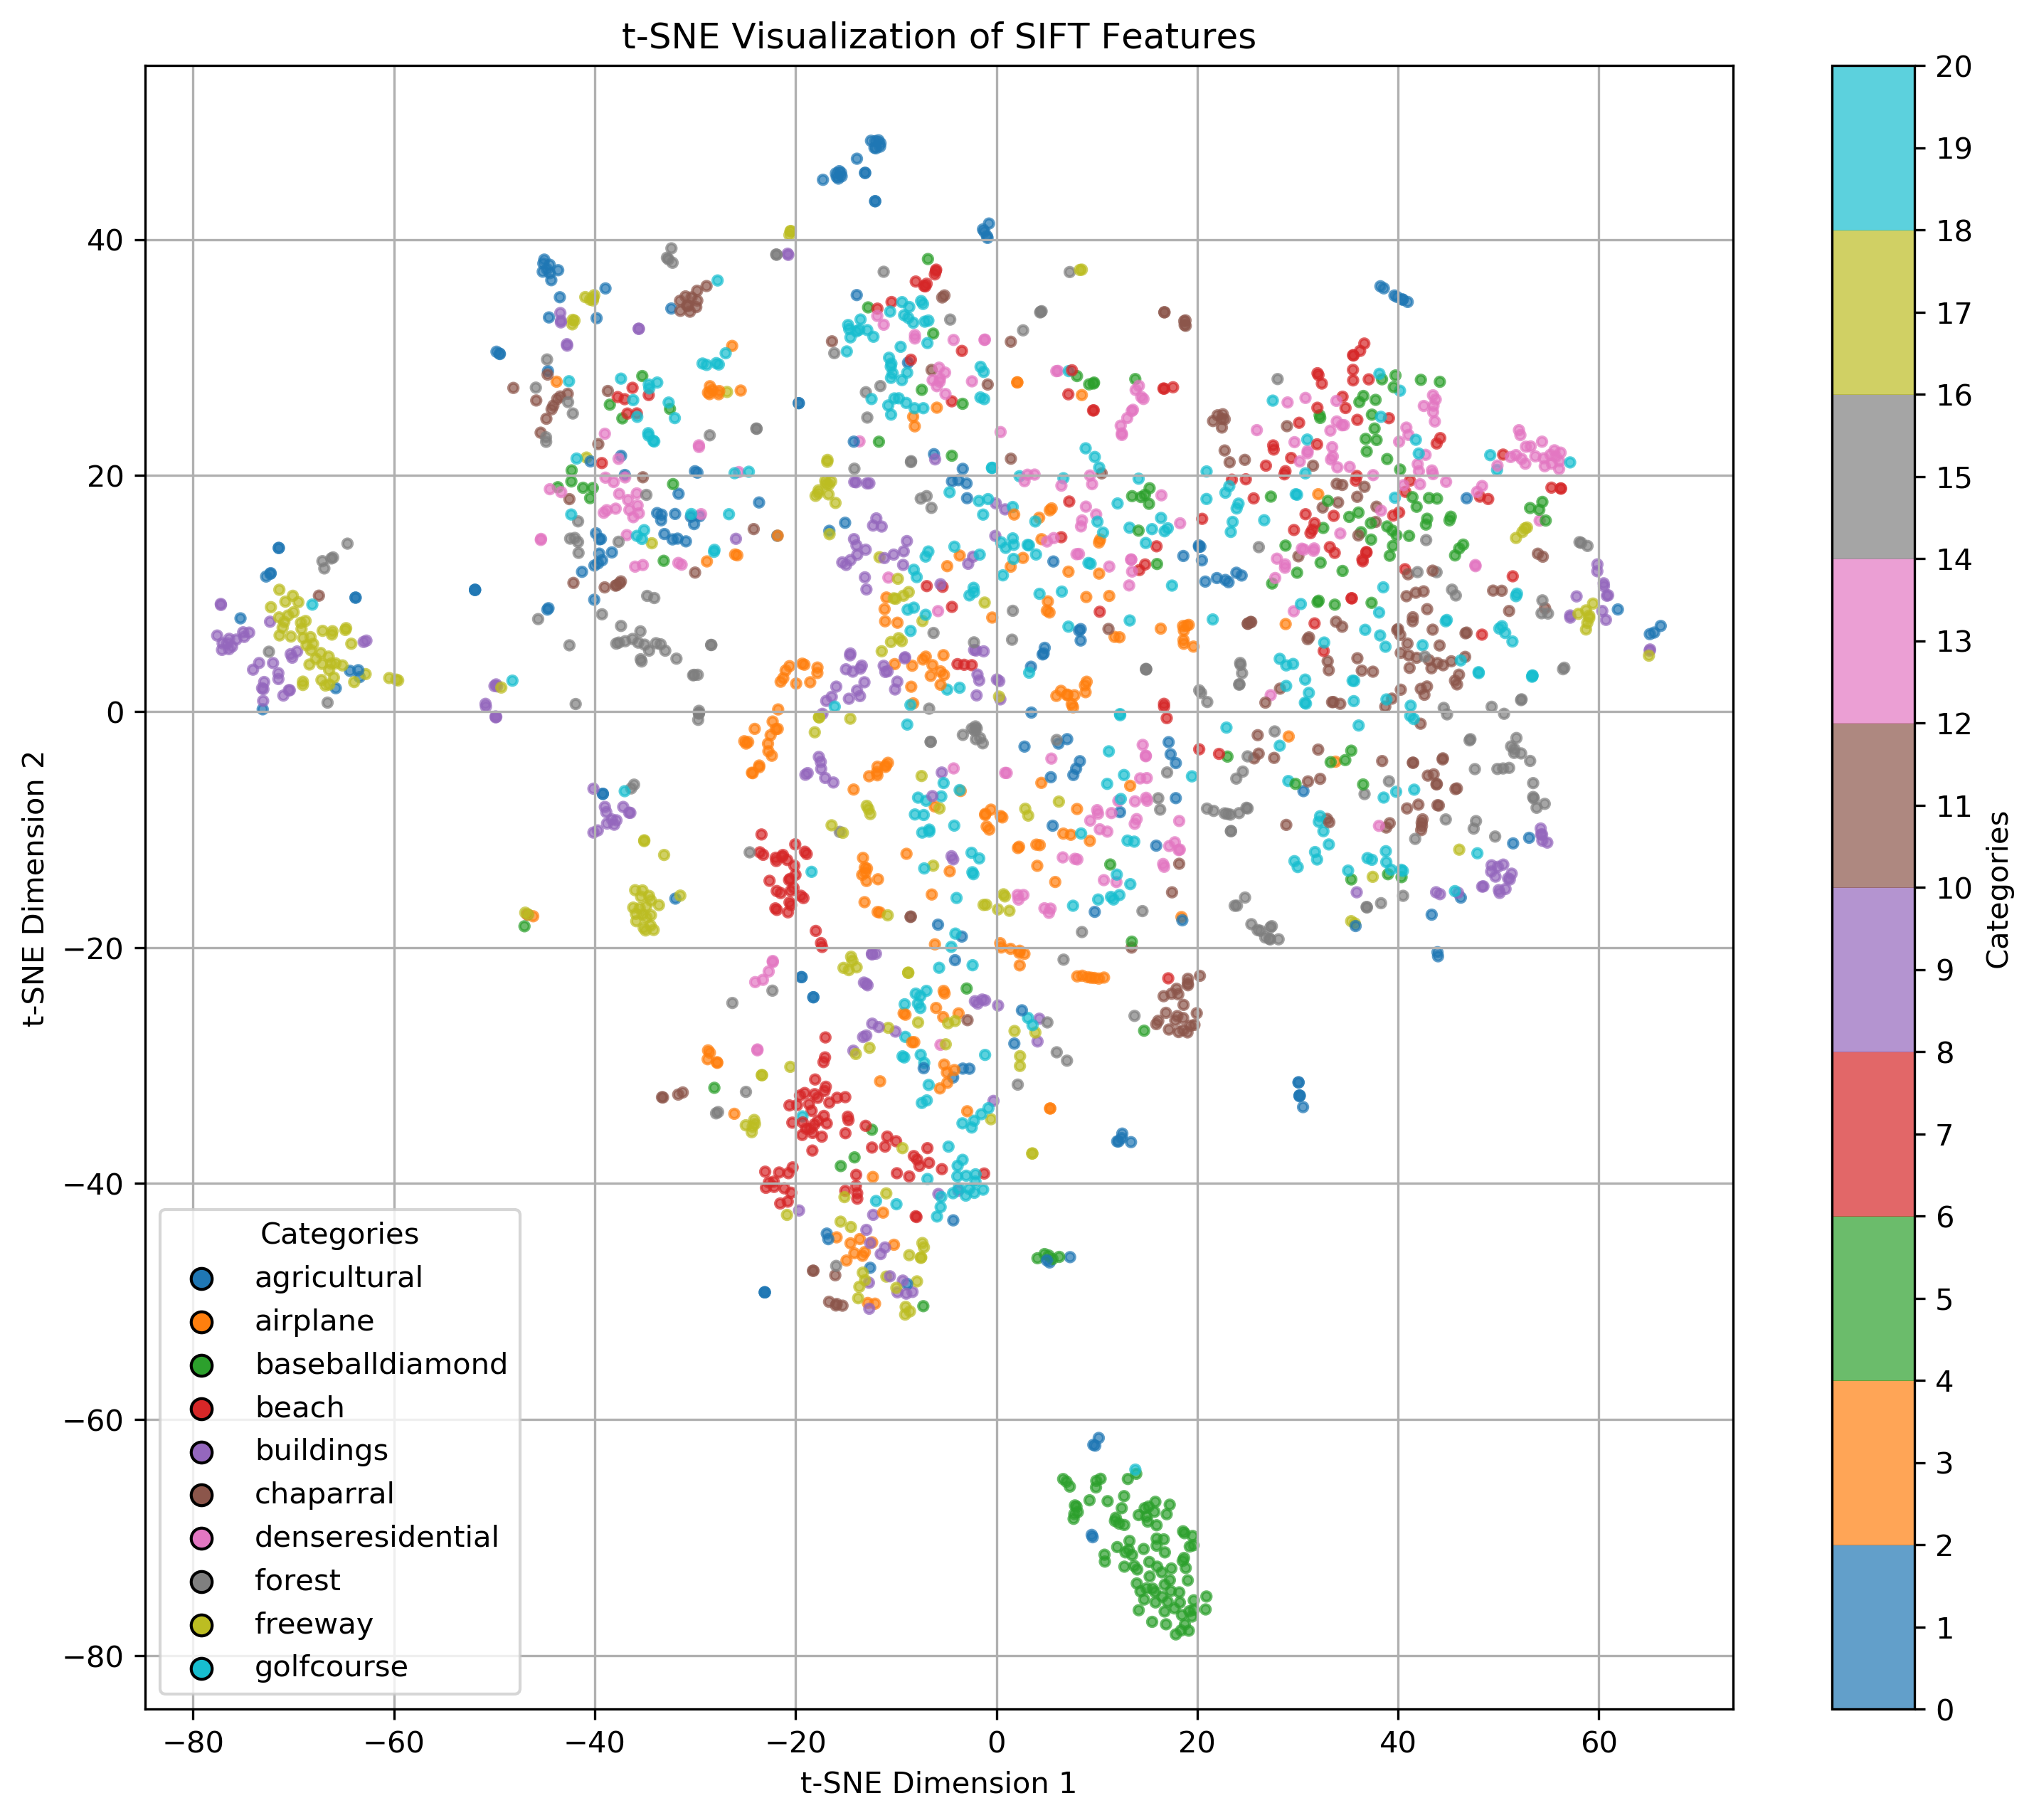 t-SNE Visualization of SIFT Features
t-SNE Dimension 2
40
20
0
−20
−40
−60
−80
−80
−60
−40
−20
0
20
40
60
t-SNE Dimension 1
Categories
agricultural
airplane
baseballdiamond
beach
buildings
chaparral
denseresidential
forest
freeway
golfcourse
20
19
18
17
16
15
14
13
12
11
10
9
8
7
6
5
4
3
2
1
0
Categories